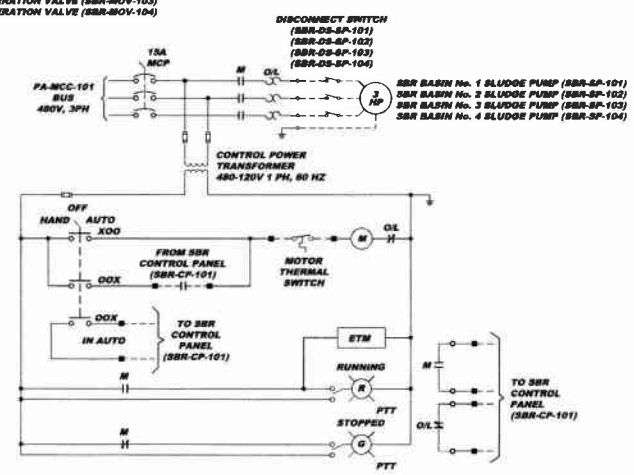 ERATION VALVE (SBR-MOV-103)
ERATION VALVE (SBR-MOV-104)
DISCONNECT SWITCH
(SBR-DS-SP-101)
(SBR-DS-SP-102)
(SBR-DS-SP-103)
(SBR-DS-SP-104)
15A
MCP
M
O/L
PA-MCC-101
BUS
480V, 3PH
3
HP
SBR BASIN No. 1 SLUDGE PUMP (SBR-SP-101)
SBR BASIN No. 2 SLUDGE PUMP (SBR-SP-102)
SBR BASIN No. 3 SLUDGE PUMP (SBR-SP-103)
SBR BASIN No. 4 SLUDGE PUMP (SBR-SP-104)
CONTROL POWER
TRANSFORMER
480-120V 1 PH, 60 HZ
OFF
HAND AUTO
XOO
O/L
M
FROM SBR
CONTROL PANEL
(SBR-CP-101)
MOTOR
THERMAL
SWITCH
OOX
OOX
IN AUTO
TO SBR
CONTROL
PANEL
(SBR-CP-101)
ETM
RUNNING
M
R
PTT
STOPPED
M
G
PTT
M
O/L
TO SBR
CONTROL
PANEL
(SBR-CP-101)